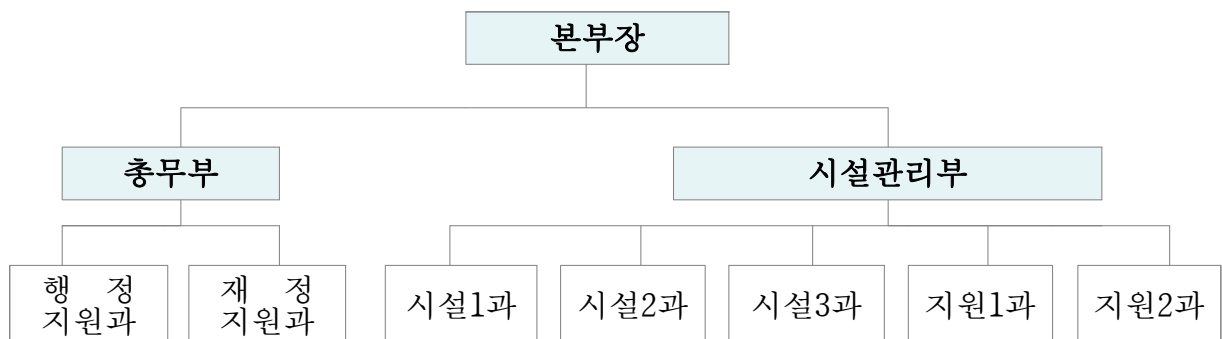 본부장
총무부
시설관리부
행 정
지원과
재 정
지원과
시설1과
시설2과
시설3과
지원1과
지원2과